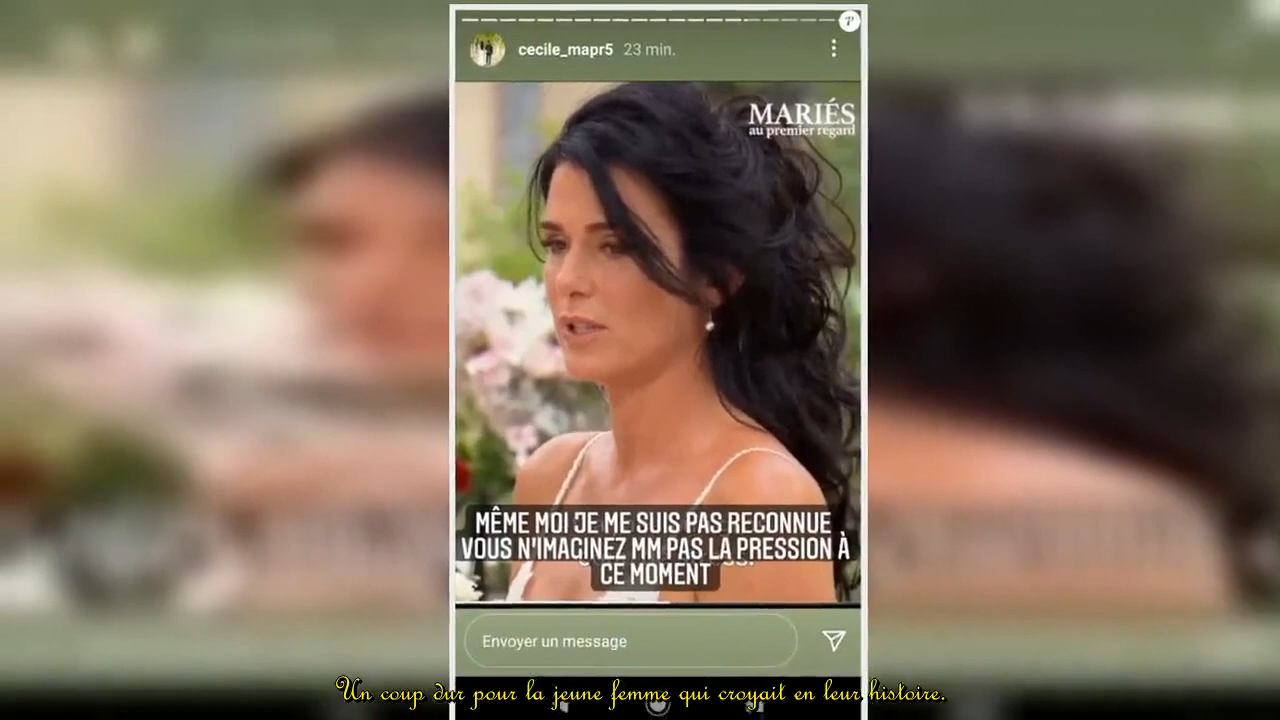 cecile_mapr5 23 min.
MARIÉS
au premier regard
MÊME MOI JE ME SUIS PAS RECONNUE
VOUS N'IMAGINEZ MM PAS LA PRESSION À
CE MOMENT
Envoyer un message
Un coup dur pour la jeune femme qui croyait en leur histoire.